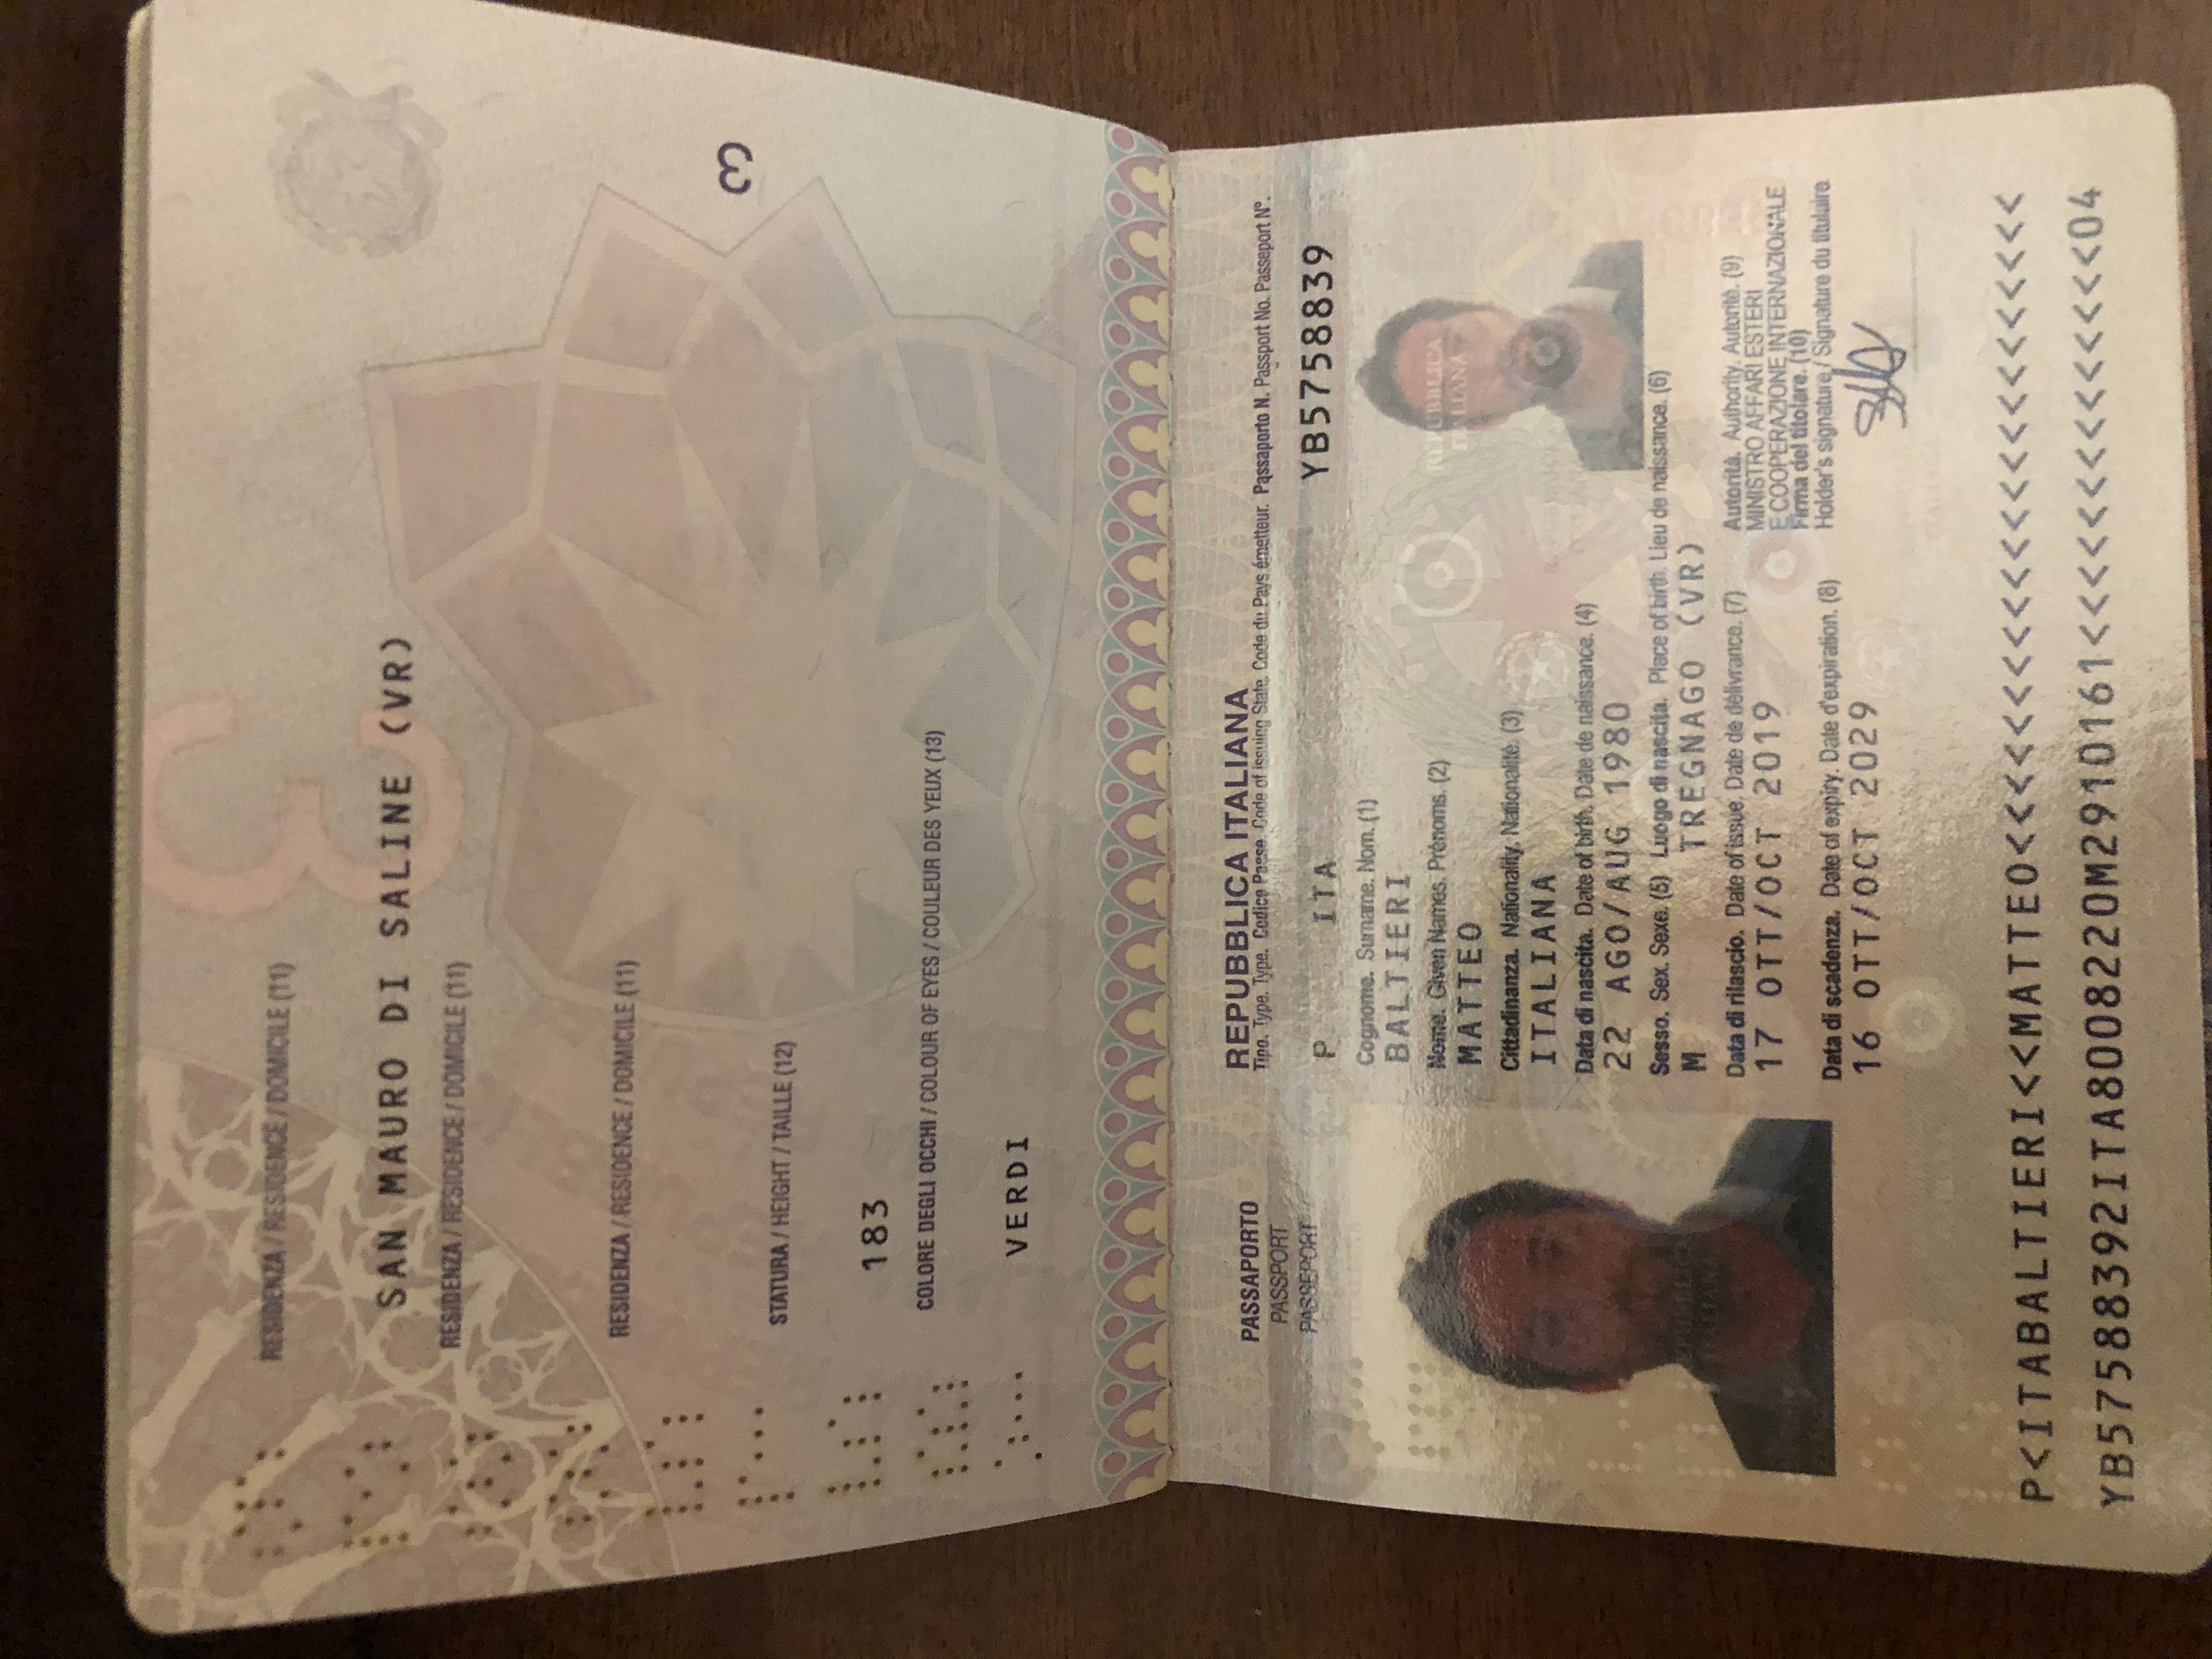 3
RESIDENZA / RESIDENCE / DOMICILE (11)
SAN MAURO DI SALINE (VR)
RESIDENZA / RESIDENCE / DOMICILE (11)
RESIDENZA / RESIDENCE / DOMICILE (11)
STATURA / HEIGHT / TAILLE (12)
183
3
COLORE DEGLI OCCHI / COLOUR OF EYES / COULEUR DES YEUX (13)
VERDI
REPUBBLICA ITALIANA
PASSAPORTO
PASSPORT
PASSEPORT
Tipo. Type. Type. Codice Paese. Code of issuing State. Code du Pays émetteur. Passaporto N. Passport No. Passeport N°.
P ITA YB5758839
Cognome. Surname. Nom. (1)
BALTIERI
Nome. Given Names. Prénoms. (2)
MATTEO
Cittadinanza. Nationality. Nationalité. (3)
ITALIANA
Data di nascita. Date of birth. Date de naissance. (4)
22 AGO/AUG 1980
Sesso. Sex. Sexe. (5) Luogo di nascita. Place of birth. Lieu de naissance. (6)
M TREGNAGO (VR)
Data di rilascio. Date of issue. Date de délivrance. (7)
17 OTT/OCT 2019
Data di scadenza. Date of expiry. Date d'expiration. (8)
16 OTT/OCT 2029
Autorità. Authority. Autorité. (9)
MINISTRO AFFARI ESTERI
E COOPERAZIONE INTERNAZIONALE
Firma del titolare. (10)
Holder's signature / Signature du titulaire
REPUBBLICA
ITALIANA
P<ITABALTIERI<<MATTEO<<<<<<<<<<<<<<<<<<<<<<<
YB57588392ITA8008220M2910161<<<<<<<<<<<<<<04